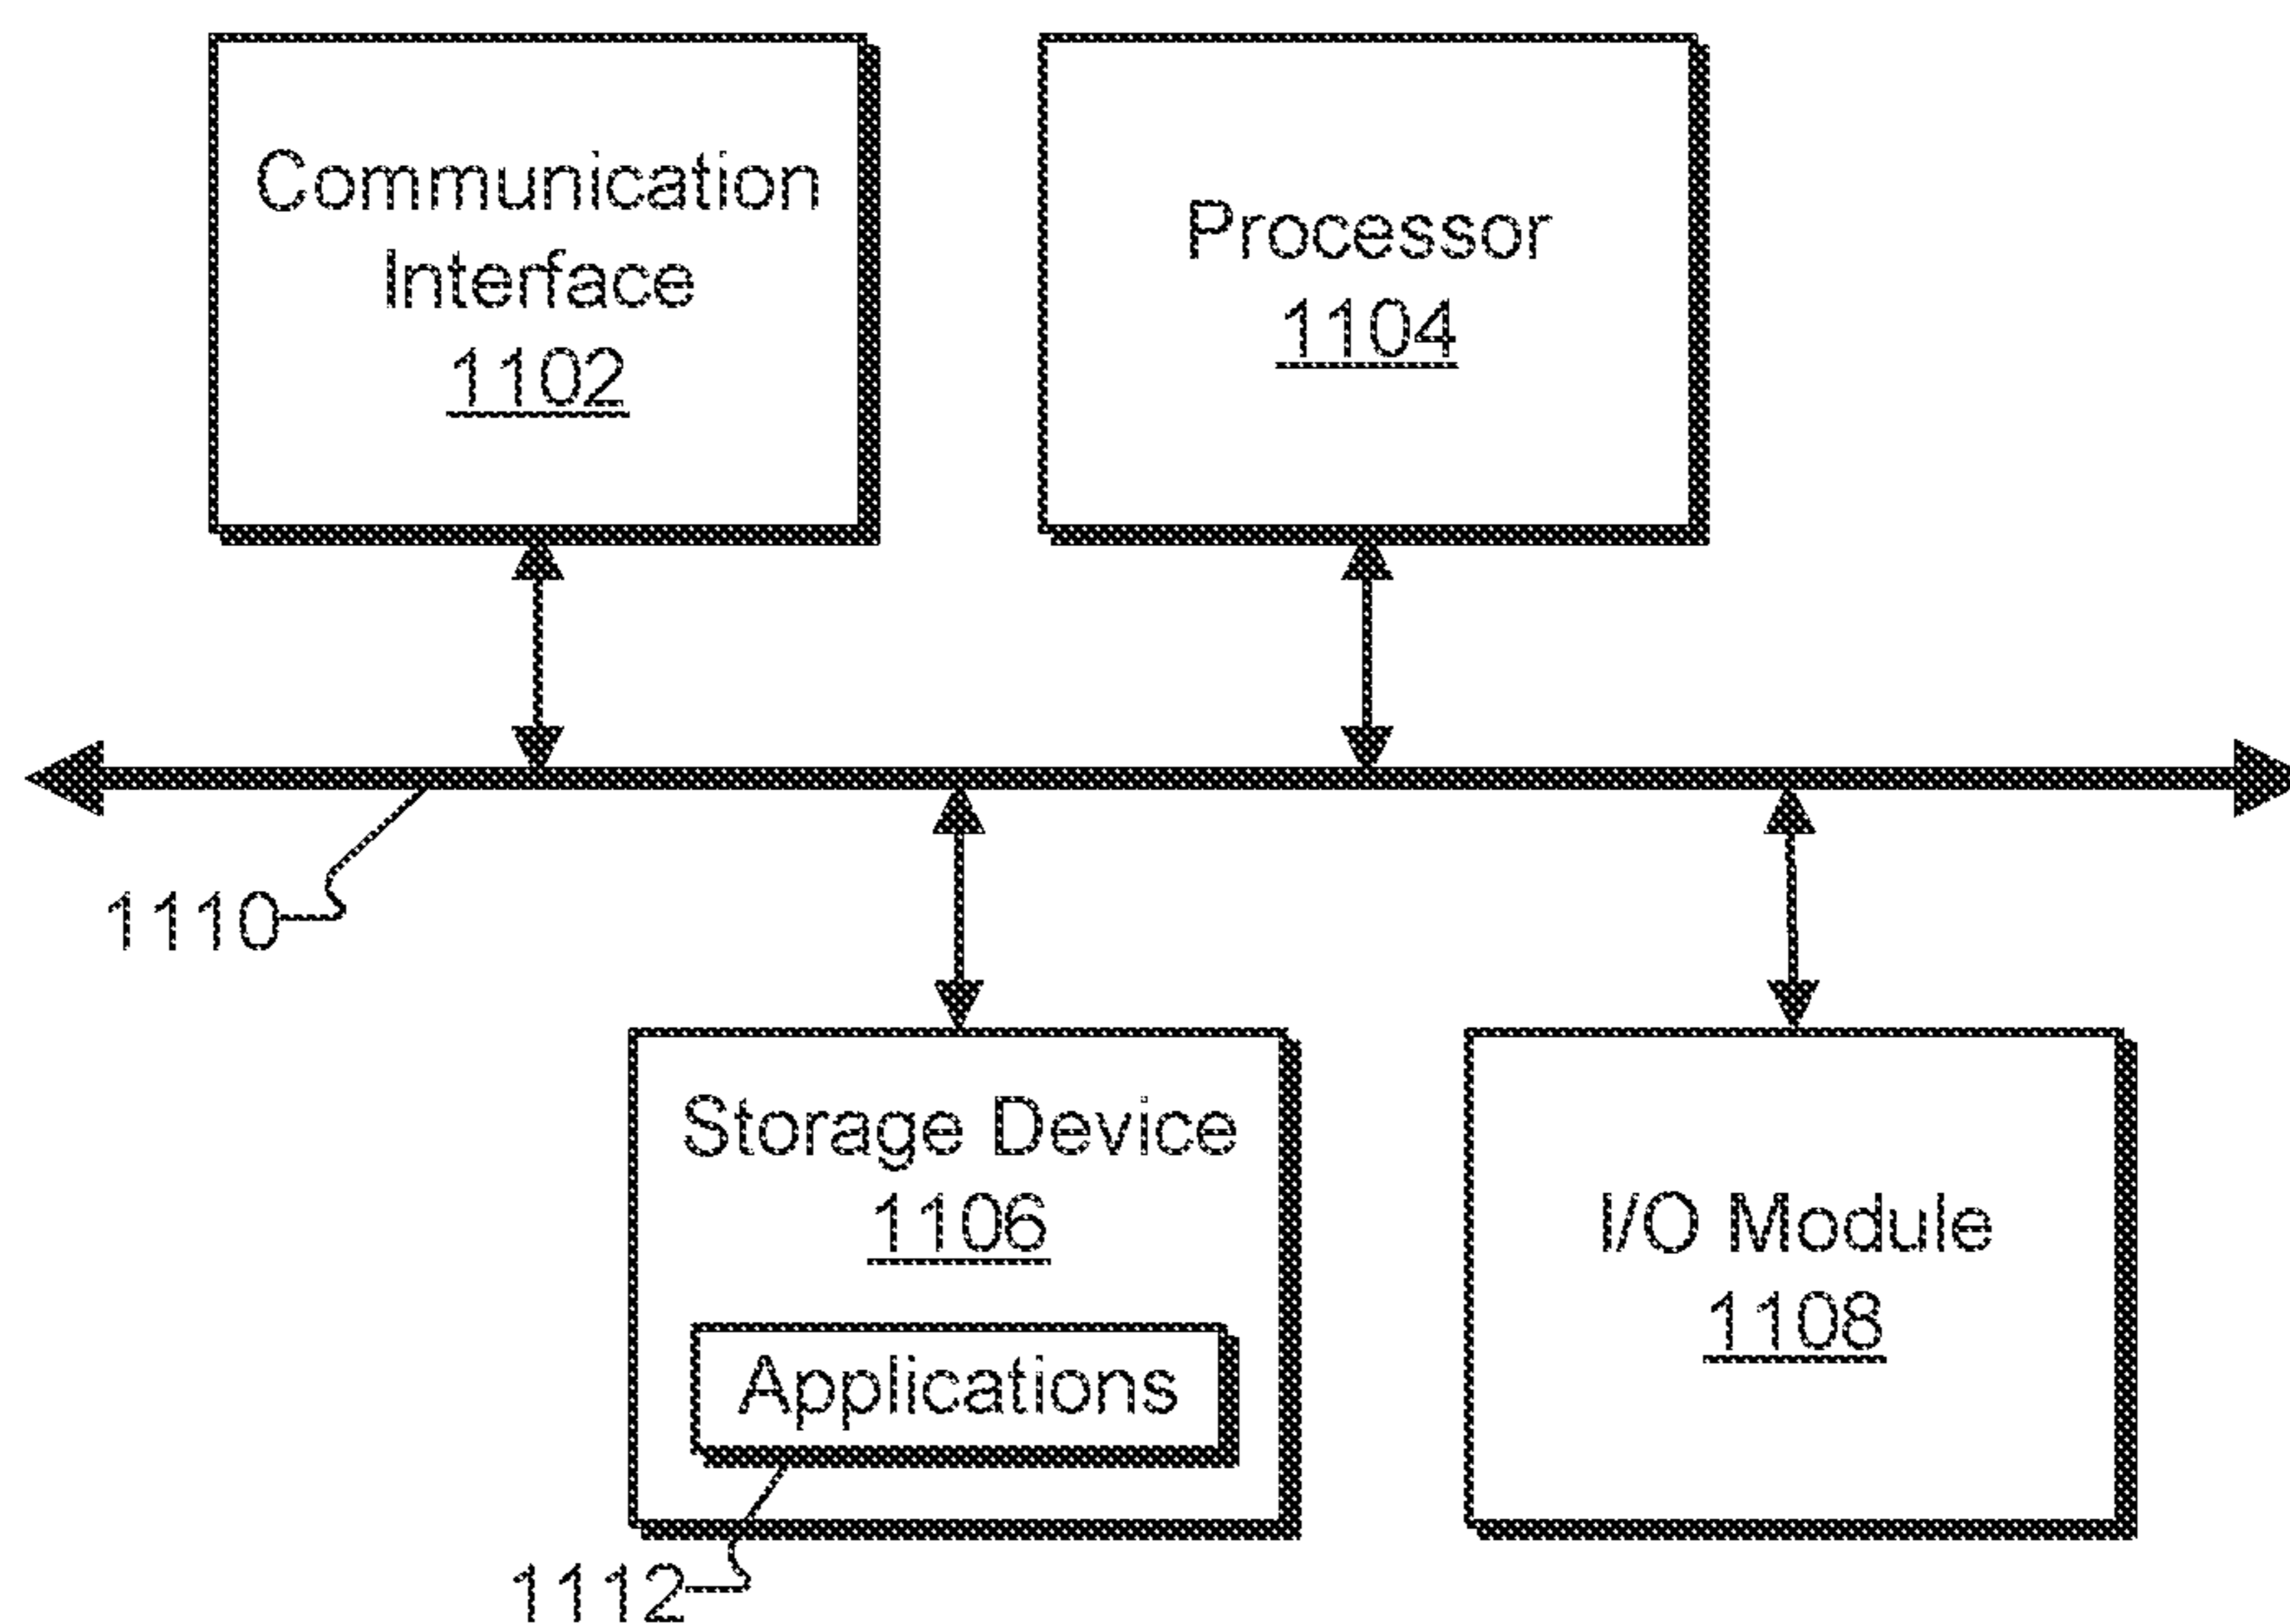 Communication
Interface
1102
Processor
1104
1110
Storage Device
1106
Applications
1112
I/O Module
1108